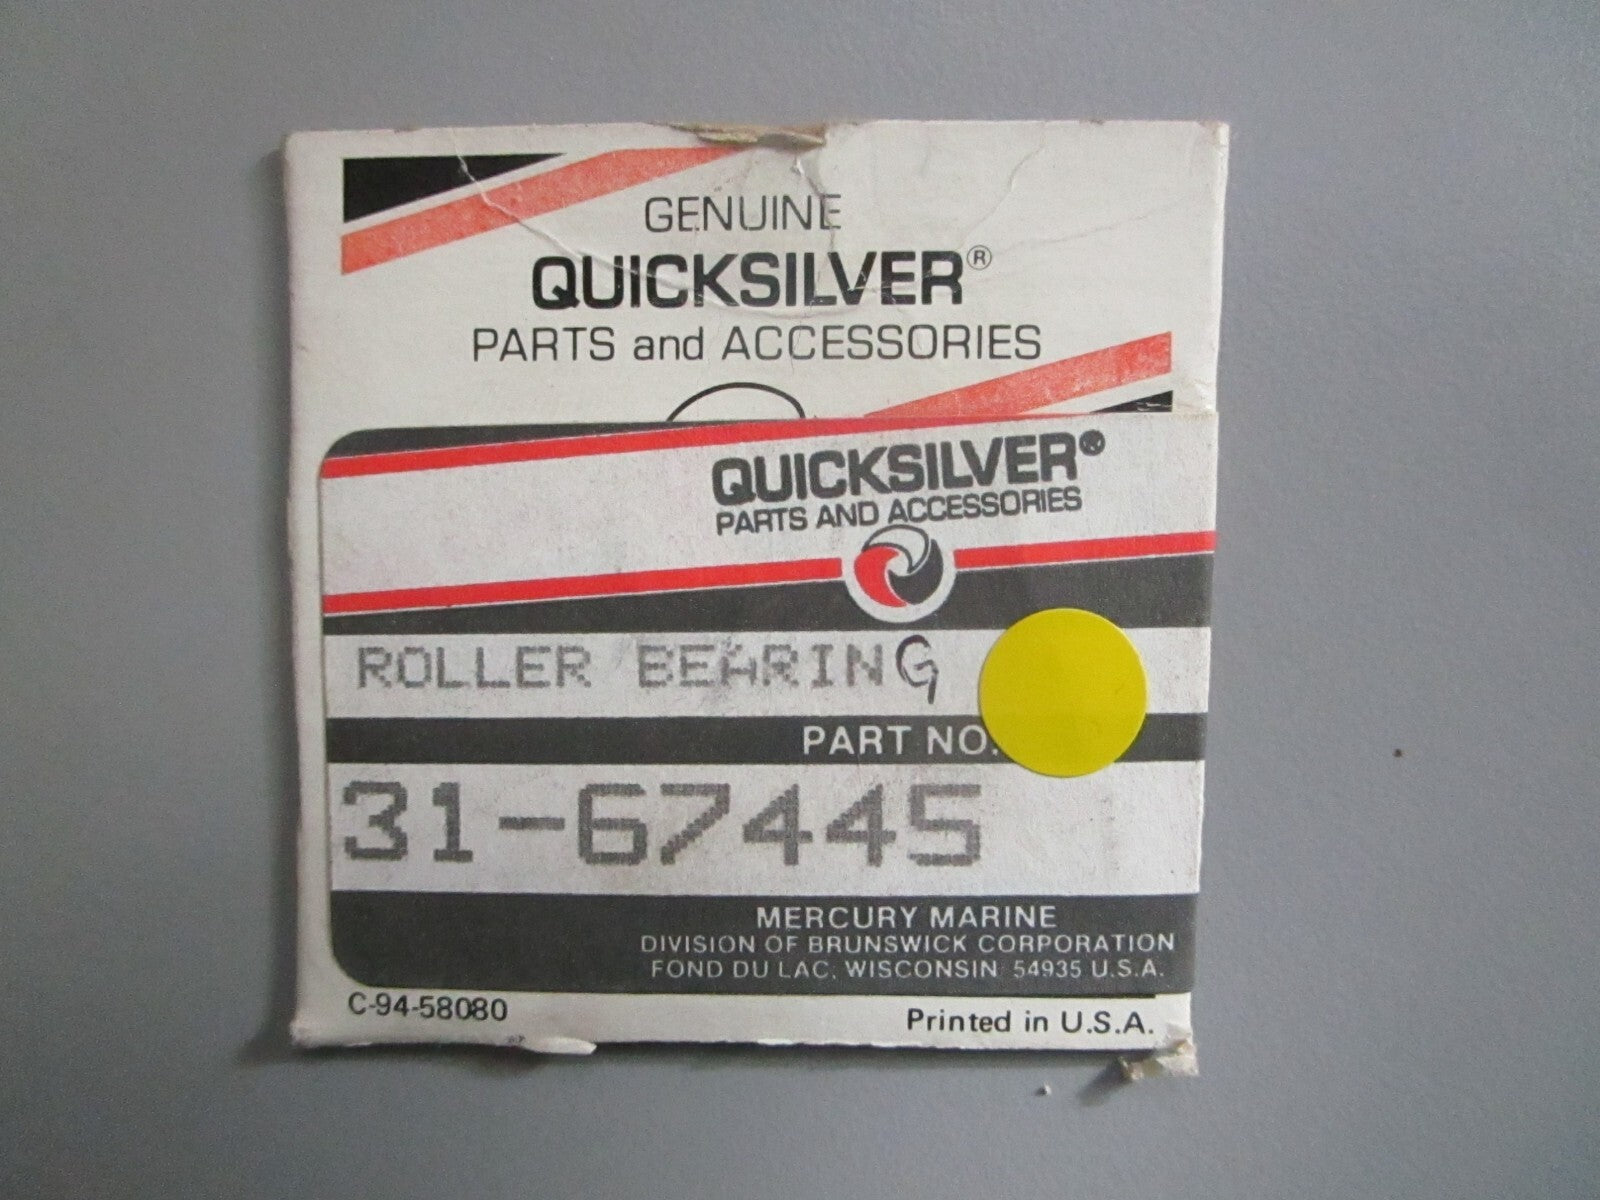 GENUINE
QUICKSILVER®
PARTS and ACCESSORIES
QUICKSILVER®
PARTS AND ACCESSORIES
ROLLER BEARING
PART NO.
31-67445
MERCURY MARINE
DIVISION OF BRUNSWICK CORPORATION
FOND DU LAC, WISCONSIN 54935 U.S.A.
C-94-58080
Printed in U.S.A.